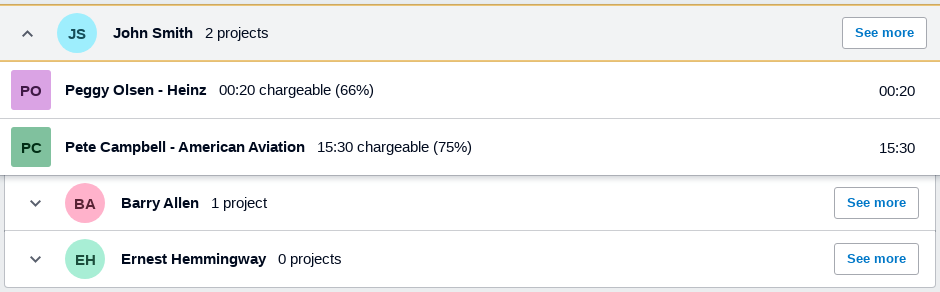 JS John Smith 2 projects See more
PO Peggy Olsen - Heinz 00:20 chargeable (66%) 00:20
PC Pete Campbell - American Aviation 15:30 chargeable (75%) 15:30
BA Barry Allen 1 project See more
EH Ernest Hemmingway 0 projects See more